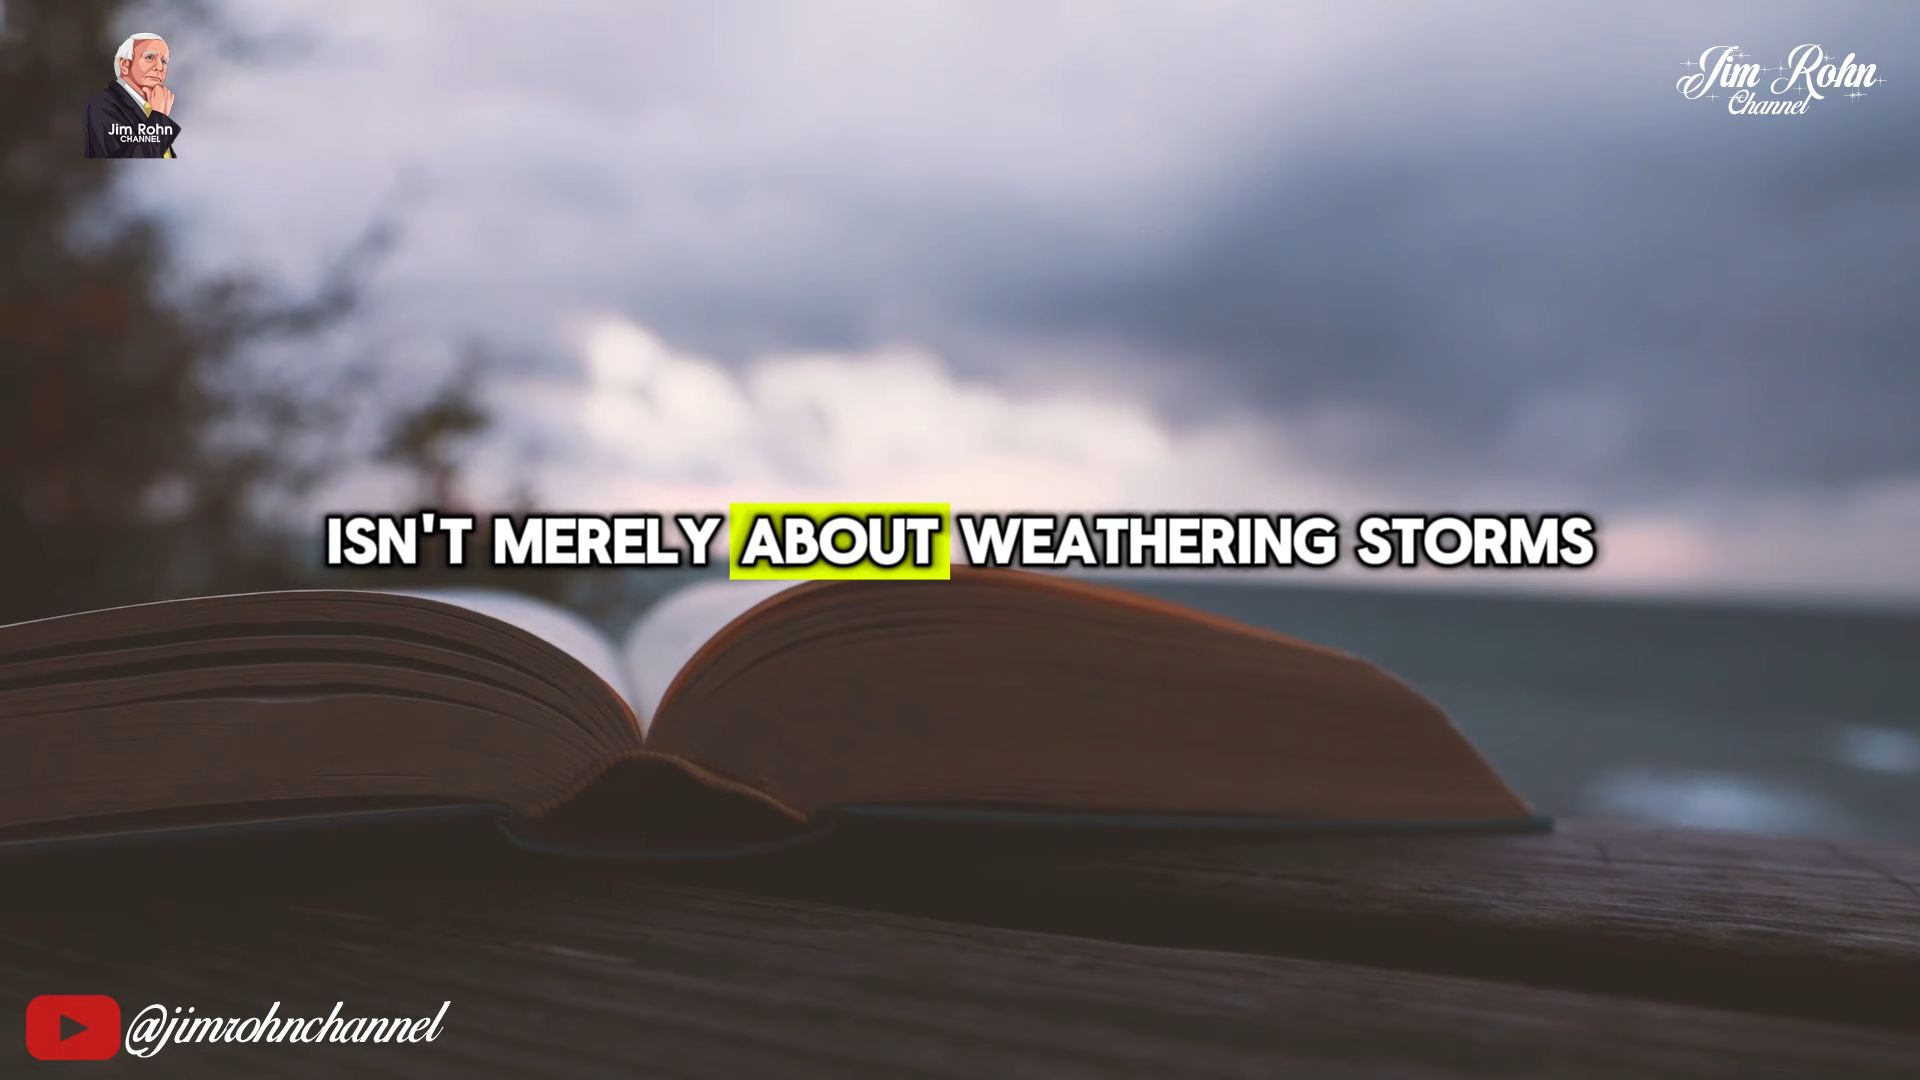 Jim Rohn
CHANNEL
Jim Rohn
Channel
ISN'T MERELY ABOUT WEATHERING STORMS
@jimrohnchannel